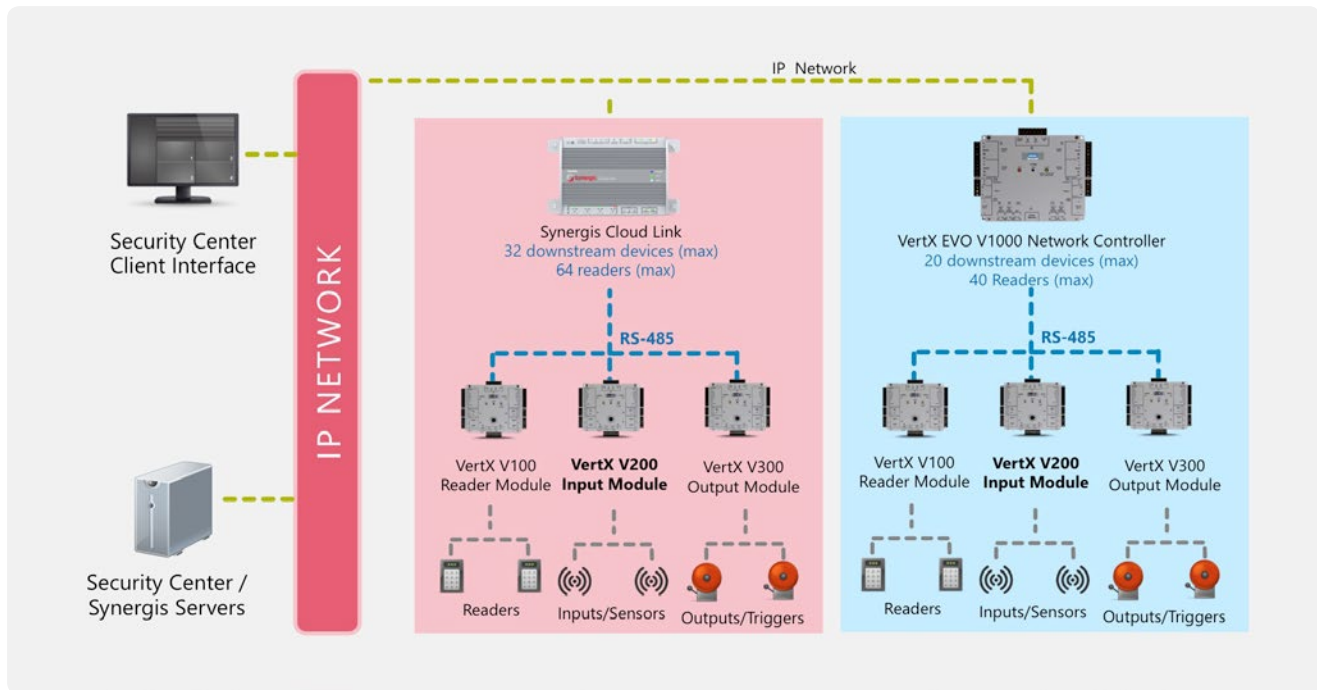 IP Network
Security Center
Client Interface
IP NETWORK
Security Center /
Synergis Servers
synergis
Synergis Cloud Link
32 downstream devices (max)
64 readers (max)
RS-485
VertX V100
Reader Module
VertX V200
Input Module
VertX V300
Output Module
Readers
Inputs/Sensors
Outputs/Triggers
VertX EVO V1000 Network Controller
20 downstream devices (max)
40 Readers (max)
RS-485
VertX V100
Reader Module
VertX V200
Input Module
VertX V300
Output Module
Readers
Inputs/Sensors
Outputs/Triggers